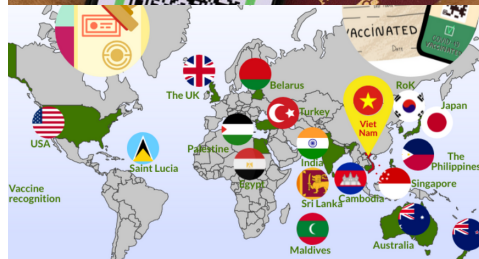 VACCINATED
Date
Belarus
The UK
RoK
Japan
Turkey
Viet
Nam
USA
Palestine
India
The
Philippines
Saint Lucia
Egypt
Singapore
Vaccine
recognition
Cambodia
Sri Lanka
Australia
Maldives